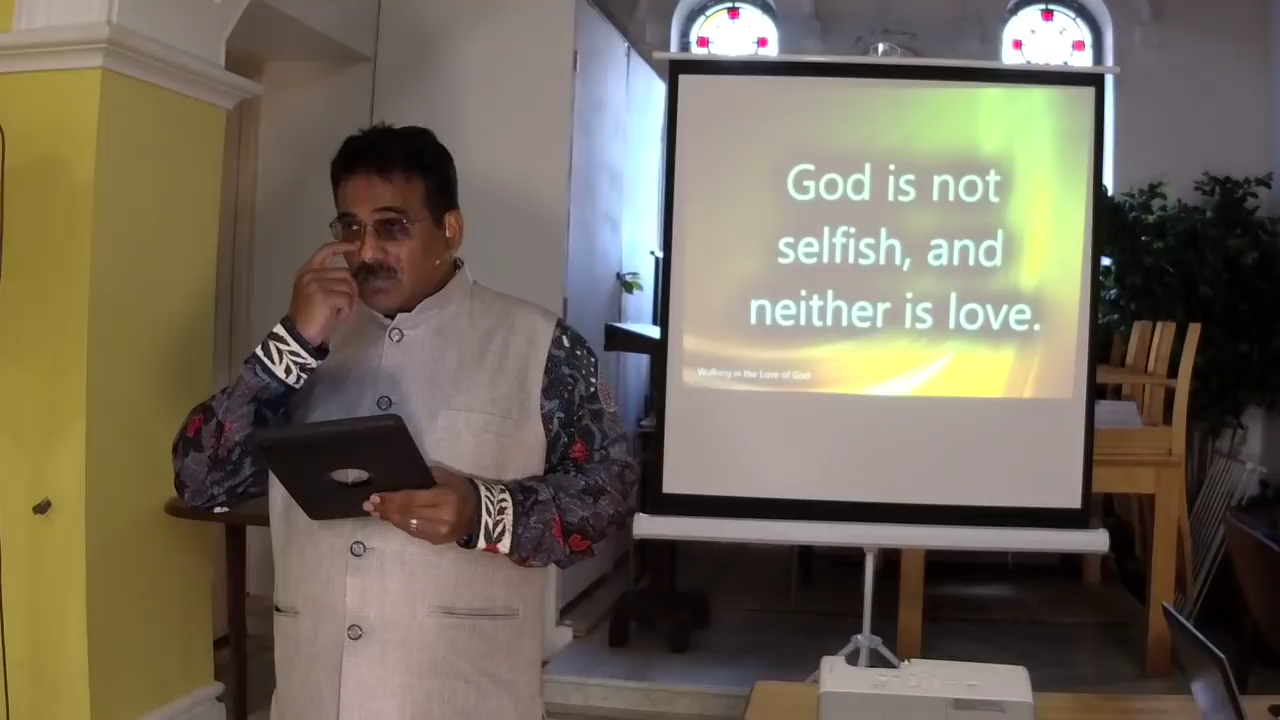 God is not
selfish, and
neither is love.
Walking in the Love of God